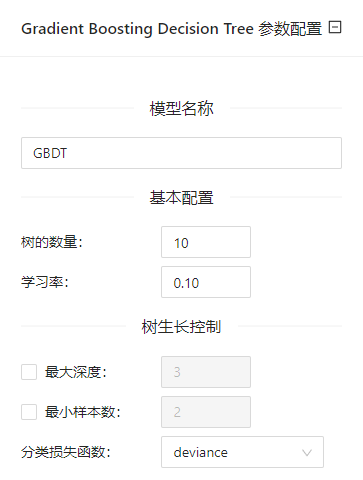 Gradient Boosting Decision Tree 参数配置
模型名称
GBDT
基本配置
树的数量: 10
学习率: 0.10
树生长控制
最大深度: 3
最小样本数: 2
分类损失函数: deviance